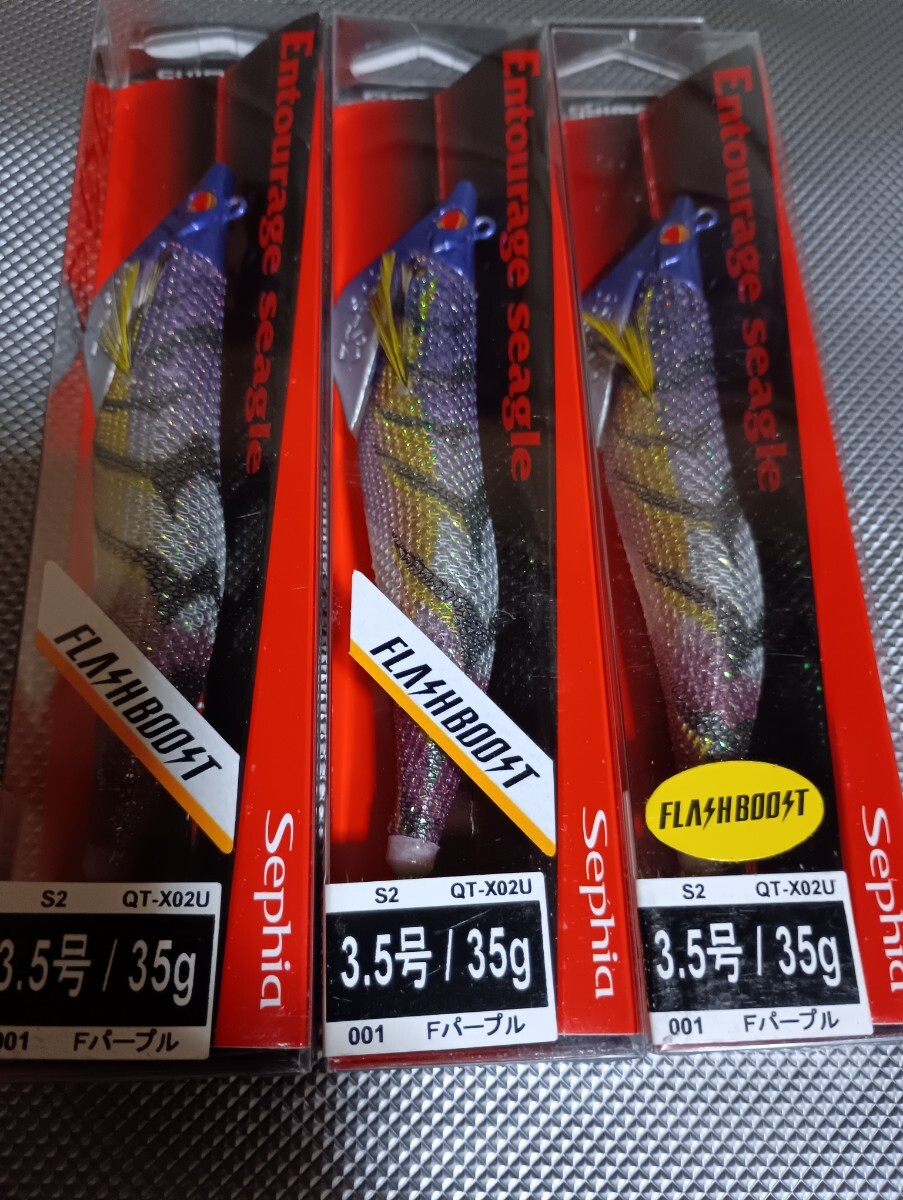 Entourage seagle
FLASHBOOST
Sephia
S2 QT-X02U
3.5号 / 35g
001 Fパープル
Entourage seagle
FLASHBOOST
Sephia
S2 QT-X02U
3.5号 / 35g
001 Fパープル
Entourage seagle
FLASHBOOST
Sephia
S2 QT-X02U
3.5号 / 35g
001 Fパープル